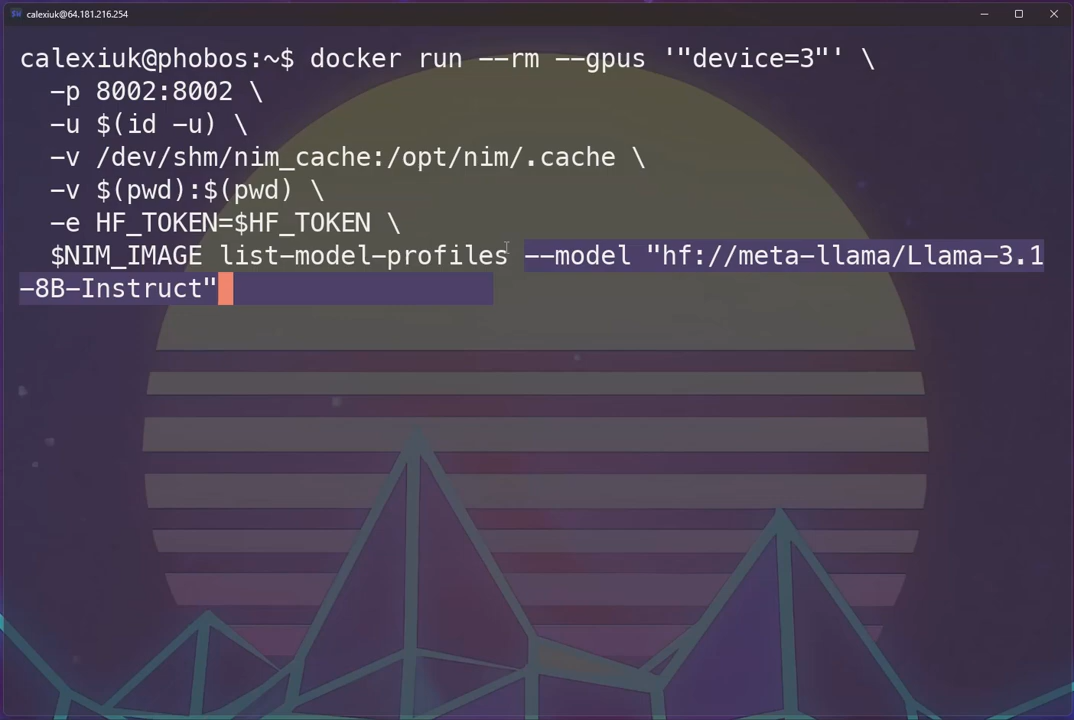 calexiuk@64.181.216.254
calexiuk@phobos:~$ docker run --rm --gpus '"device=3"' \
-p 8002:8002 \
-u $(id -u) \
-v /dev/shm/nim_cache:/opt/nim/.cache \
-v $(pwd):$(pwd) \
-e HF_TOKEN=$HF_TOKEN \
$NIM_IMAGE list-model-profiles --model "hf://meta-llama/Llama-3.1
-8B-Instruct"